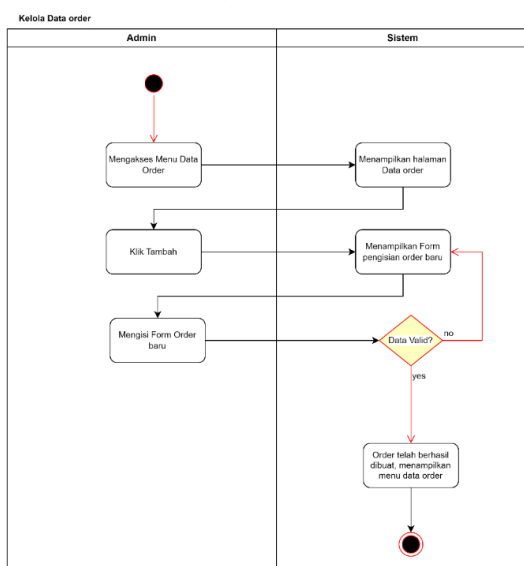 Kelola Data order
Admin
Sistem
Mengakses Menu Data
Order
Menampilkan halaman
Data order
Klik Tambah
Menampilkan Form
pengisian order baru
Mengisi Form Order
baru
Data Valid?
no
yes
Order telah berhasil
dibuat, menampilkan
menu data order